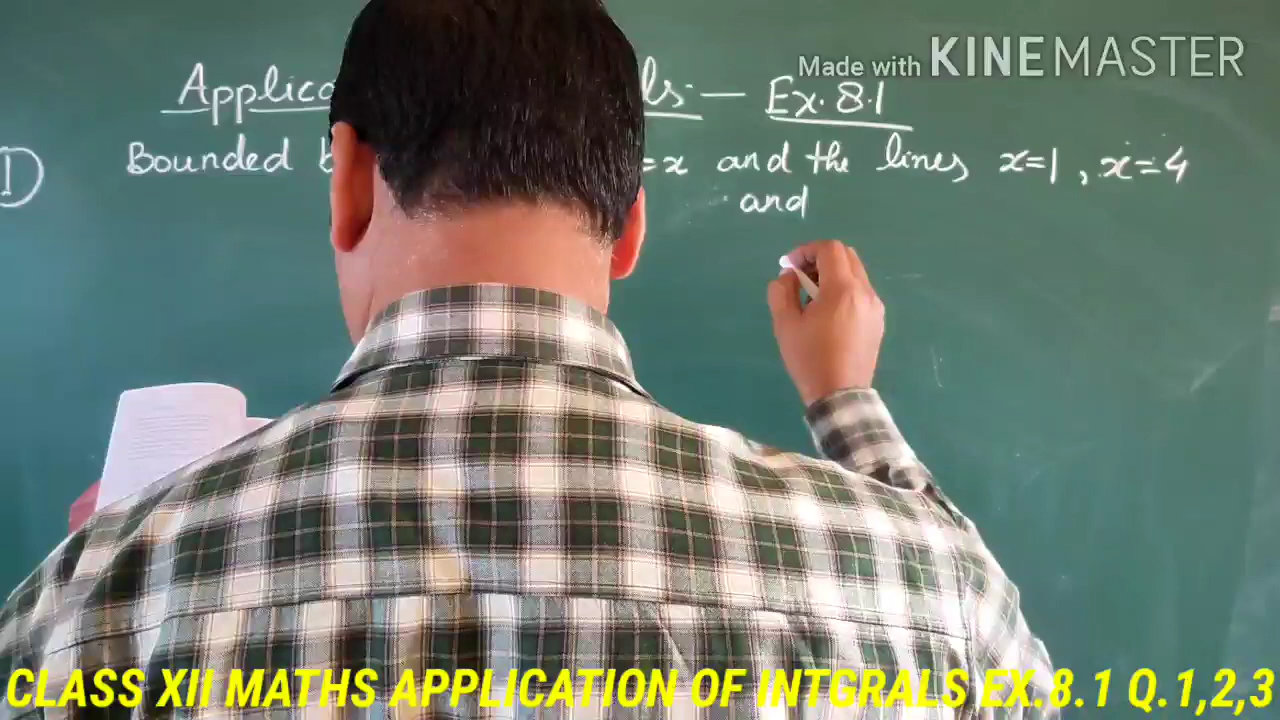 Made with KINEMASTER
Ls - Ex. 8.1
1) Bounded =x and the lines x=1, x=4
and
CLASS XII MATHS APPLICATION OF INTGRALS EX.8.1 Q.1,2,3